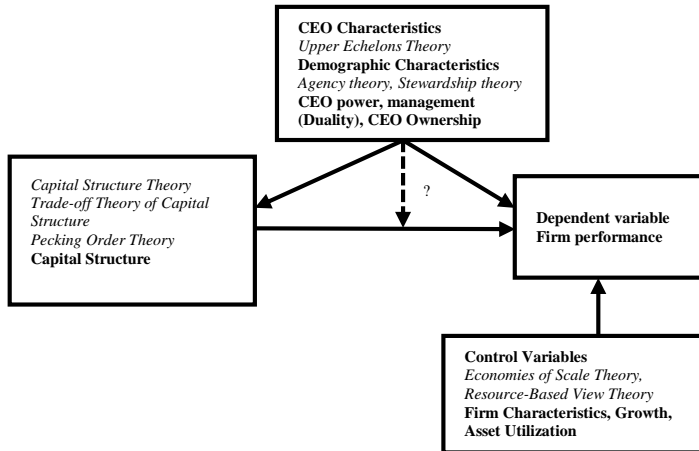 CEO Characteristics
Upper Echelons Theory
Demographic Characteristics
Agency theory, Stewardship theory
CEO power, management
(Duality), CEO Ownership
Capital Structure Theory
Trade-off Theory of Capital
Structure
Pecking Order Theory
Capital Structure
?
Dependent variable
Firm performance
Control Variables
Economies of Scale Theory,
Resource-Based View Theory
Firm Characteristics, Growth,
Asset Utilization